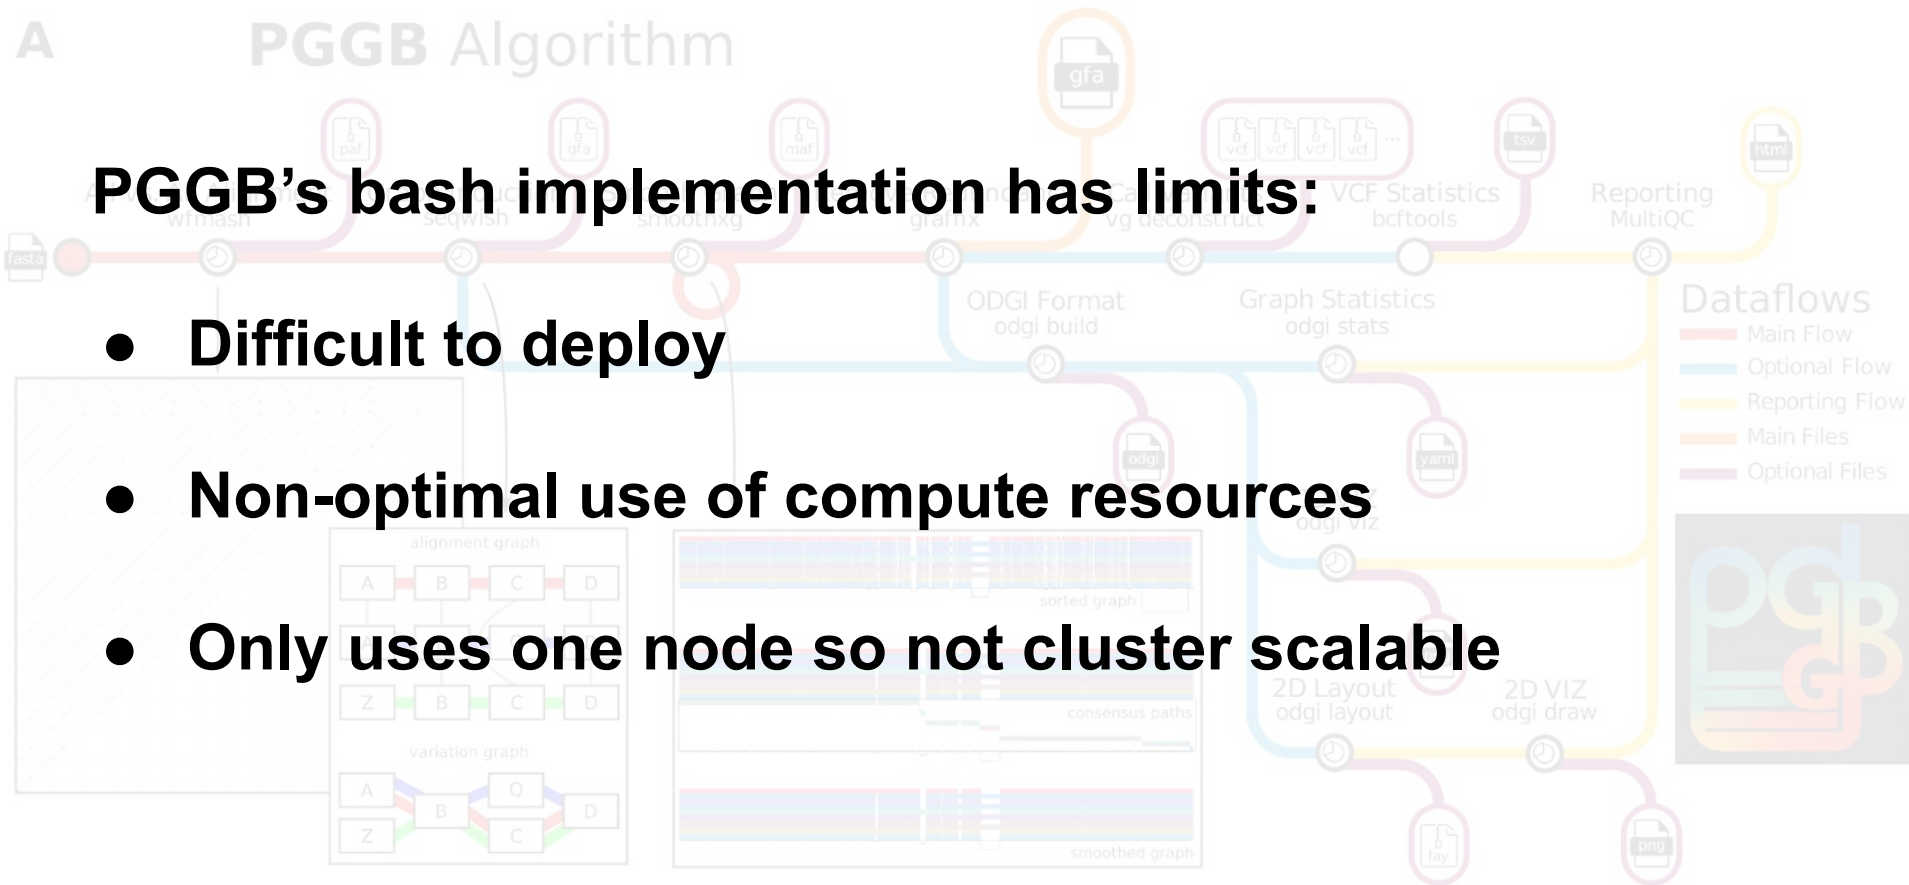 A
PGGB Algorithm
gfa
paf
gfa
maf
vcf vcf vcf vcf ...
tsv
html
PGGB’s bash implementation has limits:
wfmash
seqwish
smoothxg
gfaffix
vg deconstruct
VCF Statistics
bcftools
Reporting
MultiQC
fasta
● Difficult to deploy
ODGI Format
odgi build
Graph Statistics
odgi stats
Dataflows
Main Flow
Optional Flow
Reporting Flow
Main Files
Optional Files
odgi
yaml
● Non-optimal use of compute resources
odgi viz
alignment graph
A B C D
sorted graph
● Only uses one node so not cluster scalable
Z B C D
consensus paths
2D Layout
odgi layout
2D VIZ
odgi draw
variation graph
A
Q
B
D
Z
C
smoothed graph
lay
png
pg
GB